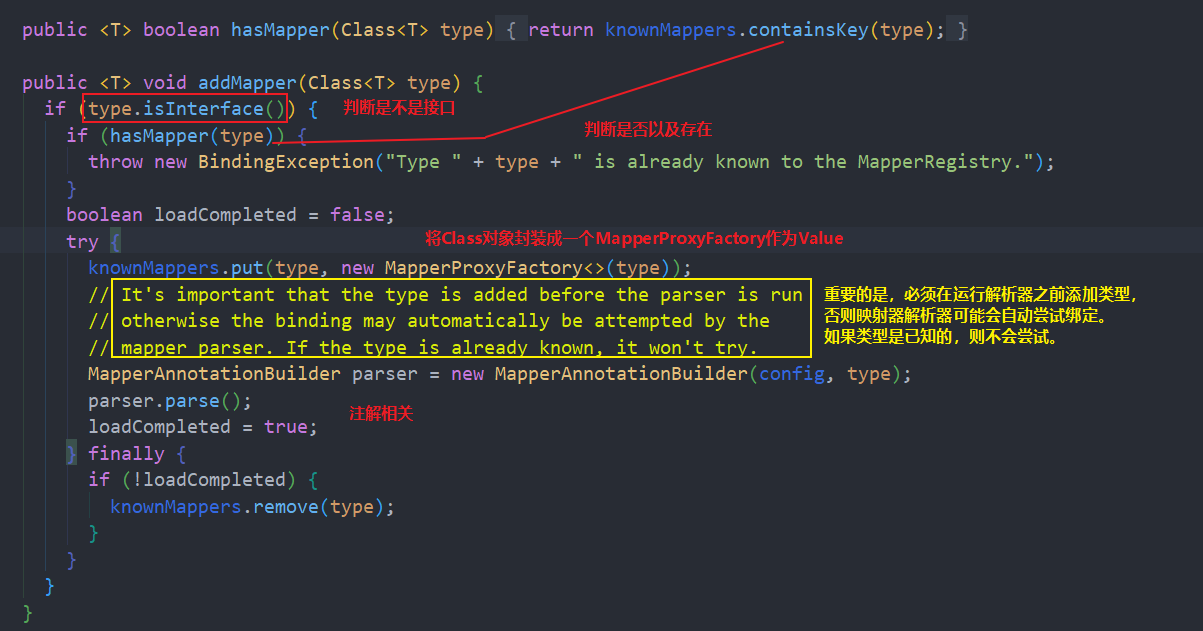 public <T> boolean hasMapper(Class<T> type) { return knownMappers.containsKey(type); }
public <T> void addMapper(Class<T> type) {
if (type.isInterface()) { 判断是不是接口
if (hasMapper(type)) { 判断是否以及存在
throw new BindingException("Type " + type + " is already known to the MapperRegistry.");
}
boolean loadCompleted = false;
try { 将Class对象封装成一个MapperProxyFactory作为Value
knownMappers.put(type, new MapperProxyFactory<>(type));
// It's important that the type is added before the parser is run 重要的是，必须在运行解析器之前添加类型，
// otherwise the binding may automatically be attempted by the 否则映射器解析器可能会自动尝试绑定。
// mapper parser. If the type is already known, it won't try. 如果类型是已知的，则不会尝试。
MapperAnnotationBuilder parser = new MapperAnnotationBuilder(config, type);
parser.parse();
注解相关
loadCompleted = true;
} finally {
if (!loadCompleted) {
knownMappers.remove(type);
}
}
}
}